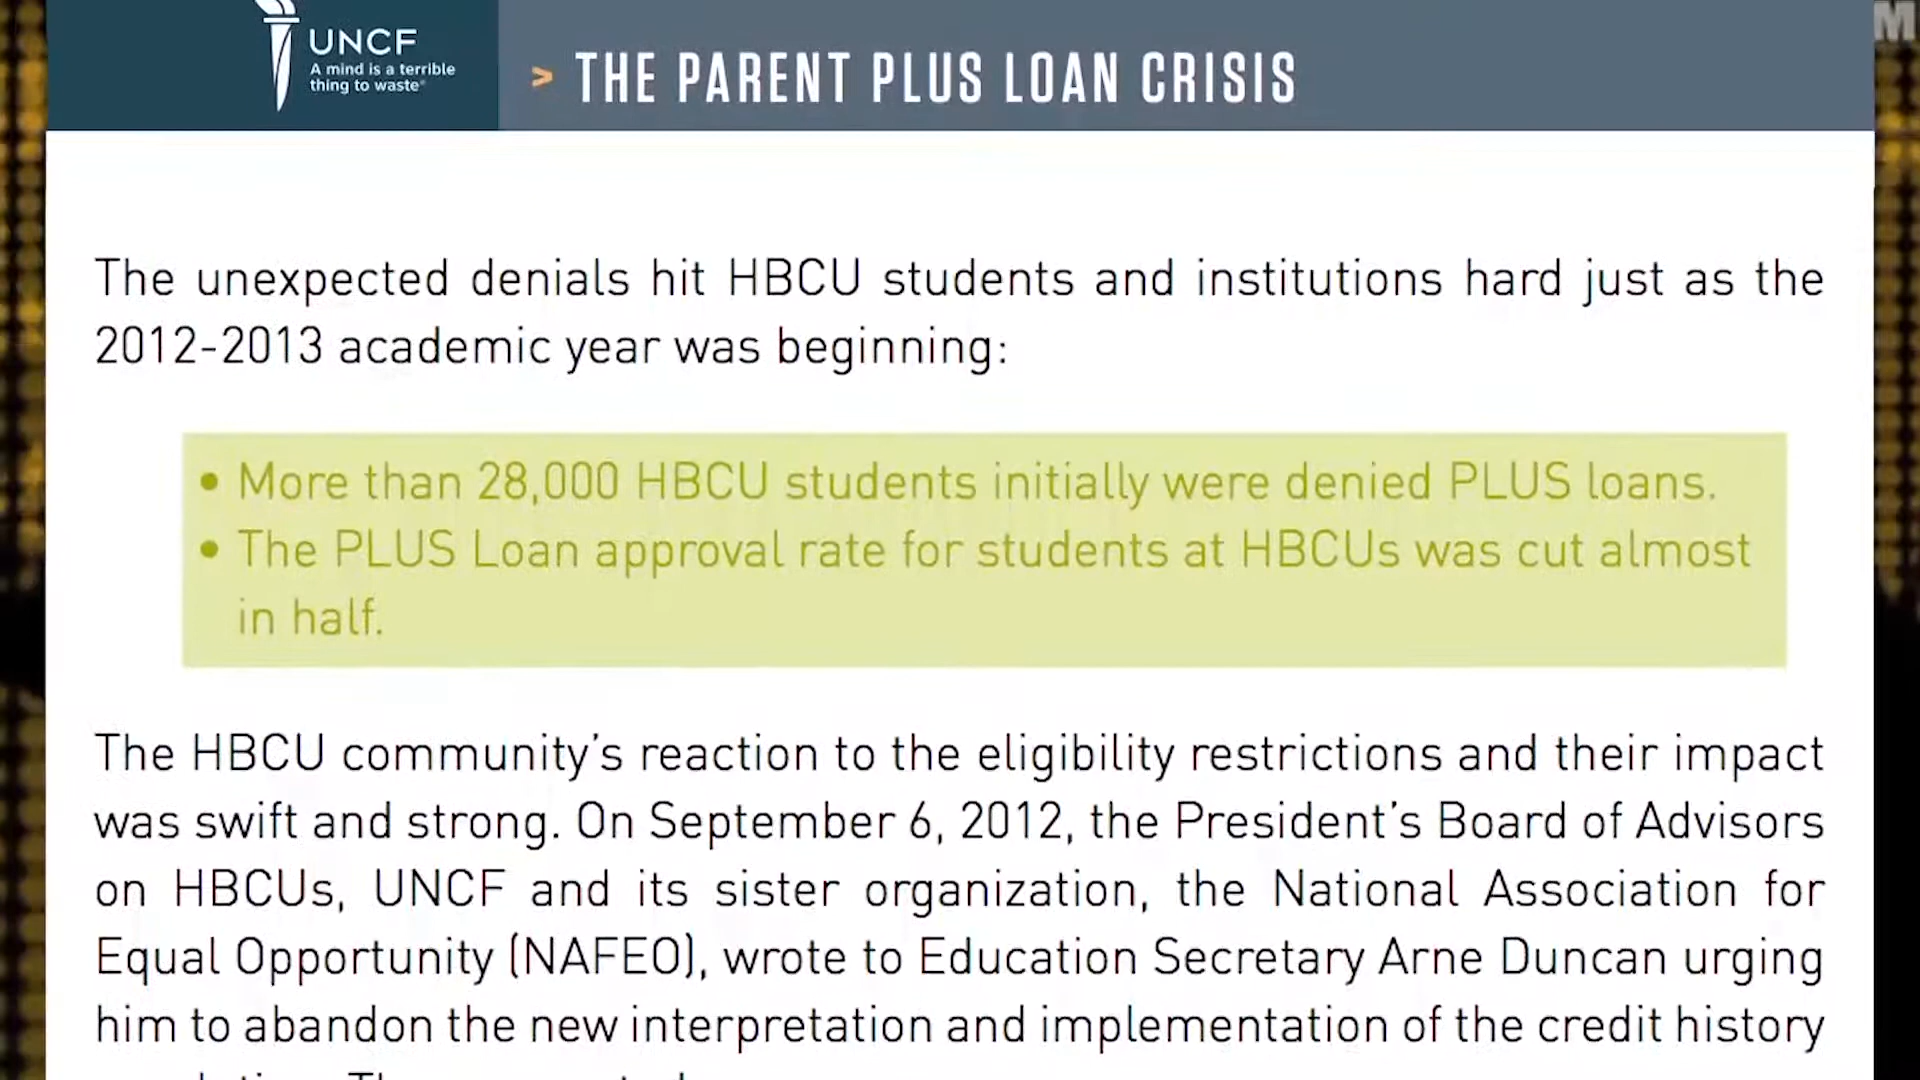 UNCF
A mind is a terrible
thing to waste®
> THE PARENT PLUS LOAN CRISIS
M
The unexpected denials hit HBCU students and institutions hard just as the
2012-2013 academic year was beginning:
• More than 28,000 HBCU students initially were denied PLUS loans.
• The PLUS Loan approval rate for students at HBCUs was cut almost
in half.
The HBCU community’s reaction to the eligibility restrictions and their impact
was swift and strong. On September 6, 2012, the President’s Board of Advisors
on HBCUs, UNCF and its sister organization, the National Association for
Equal Opportunity (NAFEO), wrote to Education Secretary Arne Duncan urging
him to abandon the new interpretation and implementation of the credit history